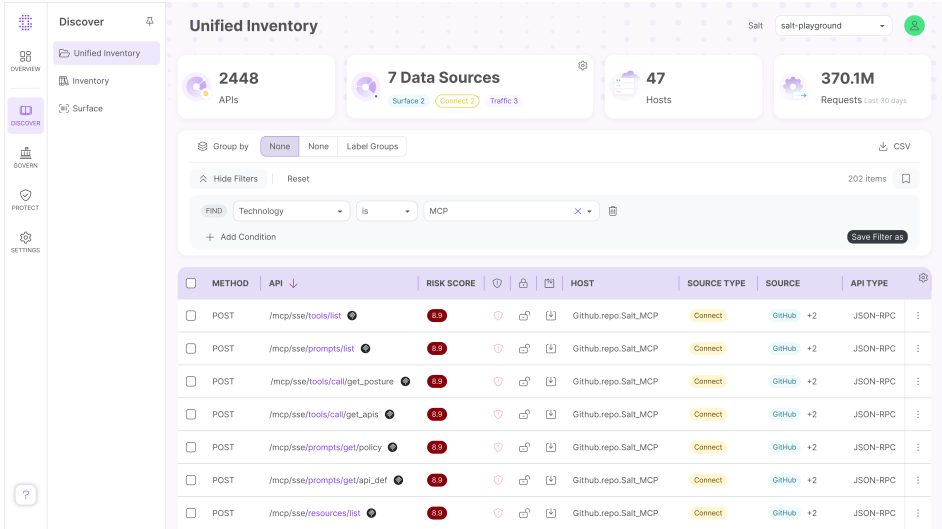 Discover
Unified Inventory
Salt
salt-playground
OVERVIEW
DISCOVER
GOVERN
PROTECT
SETTINGS
?
Unified Inventory
Inventory
Surface
2448
APIs
7 Data Sources
Surface 2
Connect 2
Traffic 3
47
Hosts
370.1M
Requests Last 30 days
Group by
None
None
Label Groups
CSV
Hide Filters
Reset
202 items
FIND
Technology
is
MCP
Add Condition
Save Filter as
METHOD API RISK SCORE HOST SOURCE TYPE SOURCE API TYPE
POST /mcp/sse/tools/list 8.9 Github.repo.Salt_MCP Connect GitHub +2 JSON-RPC
POST /mcp/sse/prompts/list 8.9 Github.repo.Salt_MCP Connect GitHub +2 JSON-RPC
POST /mcp/sse/tools/call/get_posture 8.9 Github.repo.Salt_MCP Connect GitHub +2 JSON-RPC
POST /mcp/sse/tools/call/get_apis 8.9 Github.repo.Salt_MCP Connect GitHub +2 JSON-RPC
POST /mcp/sse/prompts/get/policy 8.9 Github.repo.Salt_MCP Connect GitHub +2 JSON-RPC
POST /mcp/sse/prompts/get/api_def 8.9 Github.repo.Salt_MCP Connect GitHub +2 JSON-RPC
POST /mcp/sse/resources/list 8.9 Github.repo.Salt_MCP Connect GitHub +2 JSON-RPC